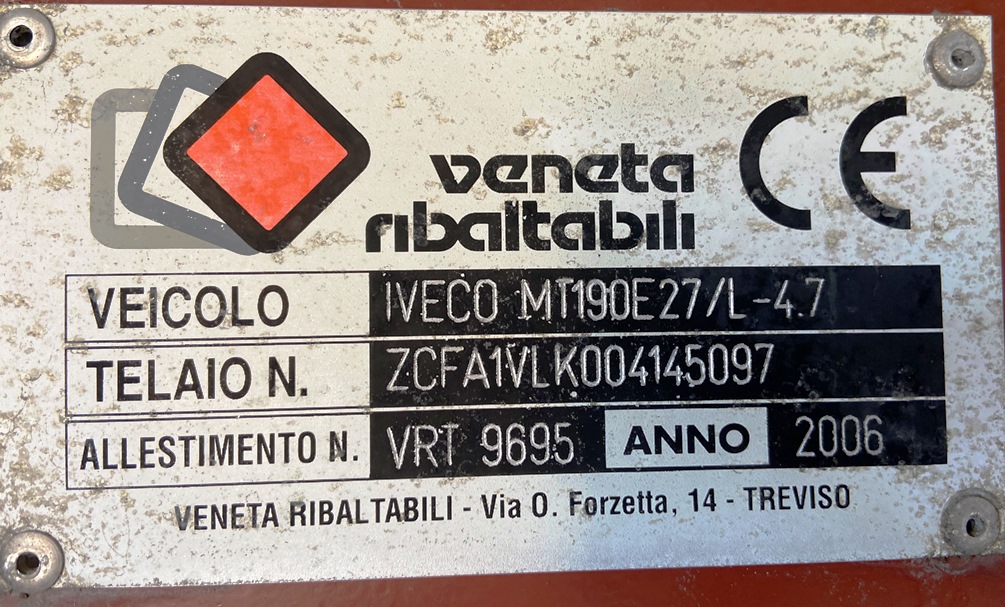 veneta
ribaltabili
CE
VEICOLO IVECO MT190E27/L-4.7
TELAIO N. ZCFA1VLK004145097
ALLESTIMENTO N. VRT 9695 ANNO 2006
VENETA RIBALTABILI - Via O. Forzetta, 14 - TREVISO